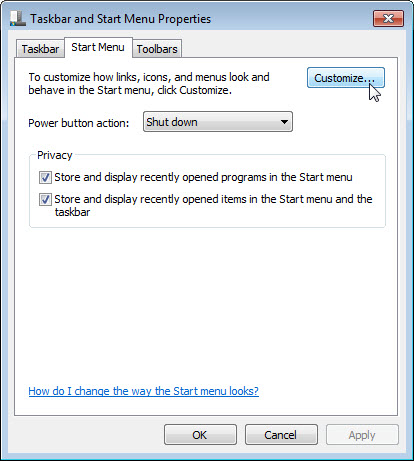 Taskbar and Start Menu Properties
Taskbar Start Menu Toolbars
To customize how links, icons, and menus look and
behave in the Start menu, click Customize.
Customize...
Power button action: Shut down
Privacy
Store and display recently opened programs in the Start menu
Store and display recently opened items in the Start menu and the
taskbar
How do I change the way the Start menu looks?
OK Cancel Apply